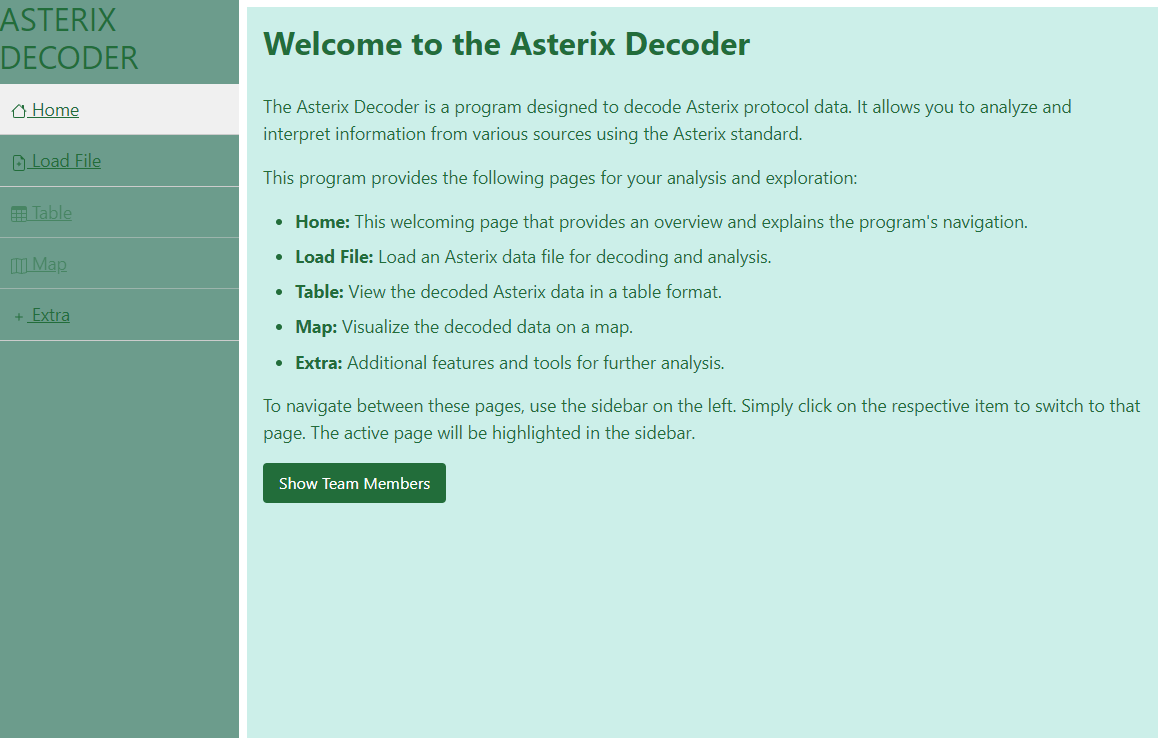 ASTERIX
DECODER
Home
Load File
Table
Map
+ Extra
Welcome to the Asterix Decoder
The Asterix Decoder is a program designed to decode Asterix protocol data. It allows you to analyze and
interpret information from various sources using the Asterix standard.
This program provides the following pages for your analysis and exploration:
• Home: This welcoming page that provides an overview and explains the program's navigation.
• Load File: Load an Asterix data file for decoding and analysis.
• Table: View the decoded Asterix data in a table format.
• Map: Visualize the decoded data on a map.
• Extra: Additional features and tools for further analysis.
To navigate between these pages, use the sidebar on the left. Simply click on the respective item to switch to that
page. The active page will be highlighted in the sidebar.
Show Team Members